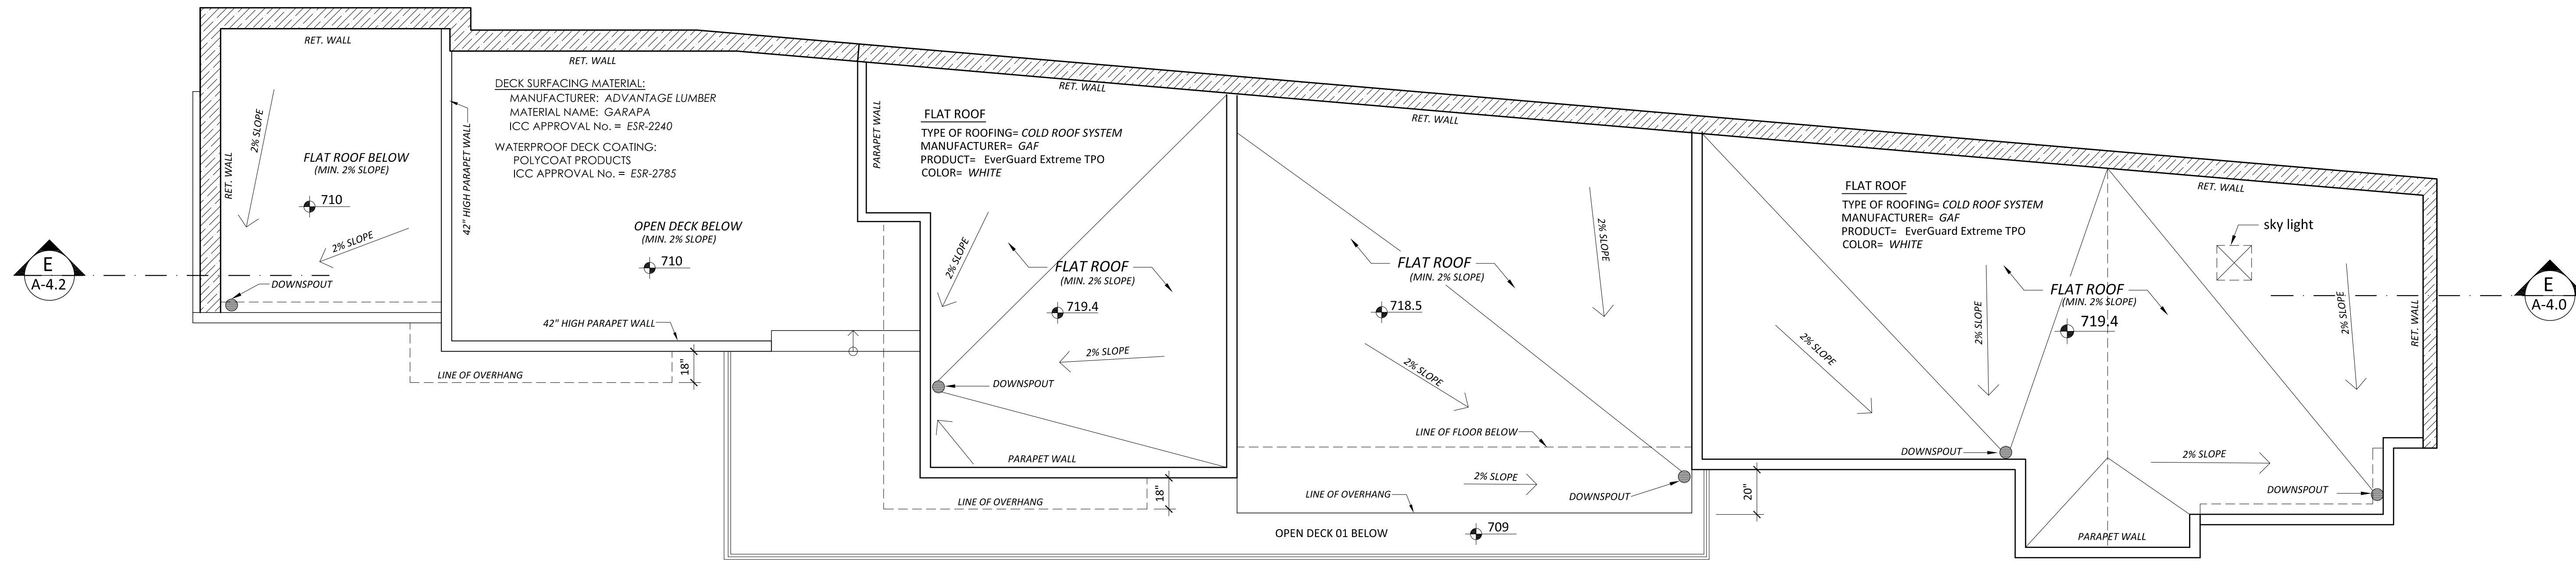 RET. WALL
2% SLOPE
RET. WALL
FLAT ROOF BELOW
(MIN. 2% SLOPE)
710
2% SLOPE
DOWNSPOUT
E
A-4.2
42" HIGH PARAPET WALL
RET. WALL
DECK SURFACING MATERIAL:
MANUFACTURER: ADVANTAGE LUMBER
MATERIAL NAME: GARAPA
ICC APPROVAL No. = ESR-2240
WATERPROOF DECK COATING:
POLYCOAT PRODUCTS
ICC APPROVAL No. = ESR-2785
OPEN DECK BELOW
(MIN. 2% SLOPE)
710
42" HIGH PARAPET WALL
LINE OF OVERHANG
18"
PARAPET WALL
RET. WALL
FLAT ROOF
TYPE OF ROOFING= COLD ROOF SYSTEM
MANUFACTURER= GAF
PRODUCT= EverGuard Extreme TPO
COLOR= WHITE
2% SLOPE
FLAT ROOF
(MIN. 2% SLOPE)
719.4
2% SLOPE
DOWNSPOUT
PARAPET WALL
LINE OF OVERHANG
18"
RET. WALL
2% SLOPE
FLAT ROOF
(MIN. 2% SLOPE)
718.5
2% SLOPE
LINE OF FLOOR BELOW
2% SLOPE
LINE OF OVERHANG
DOWNSPOUT
OPEN DECK 01 BELOW
709
20"
FLAT ROOF
TYPE OF ROOFING= COLD ROOF SYSTEM
MANUFACTURER= GAF
PRODUCT= EverGuard Extreme TPO
COLOR= WHITE
RET. WALL
sky light
2% SLOPE
2% SLOPE
FLAT ROOF
(MIN. 2% SLOPE)
719.4
2% SLOPE
RET. WALL
DOWNSPOUT
2% SLOPE
DOWNSPOUT
PARAPET WALL
E
A-4.0